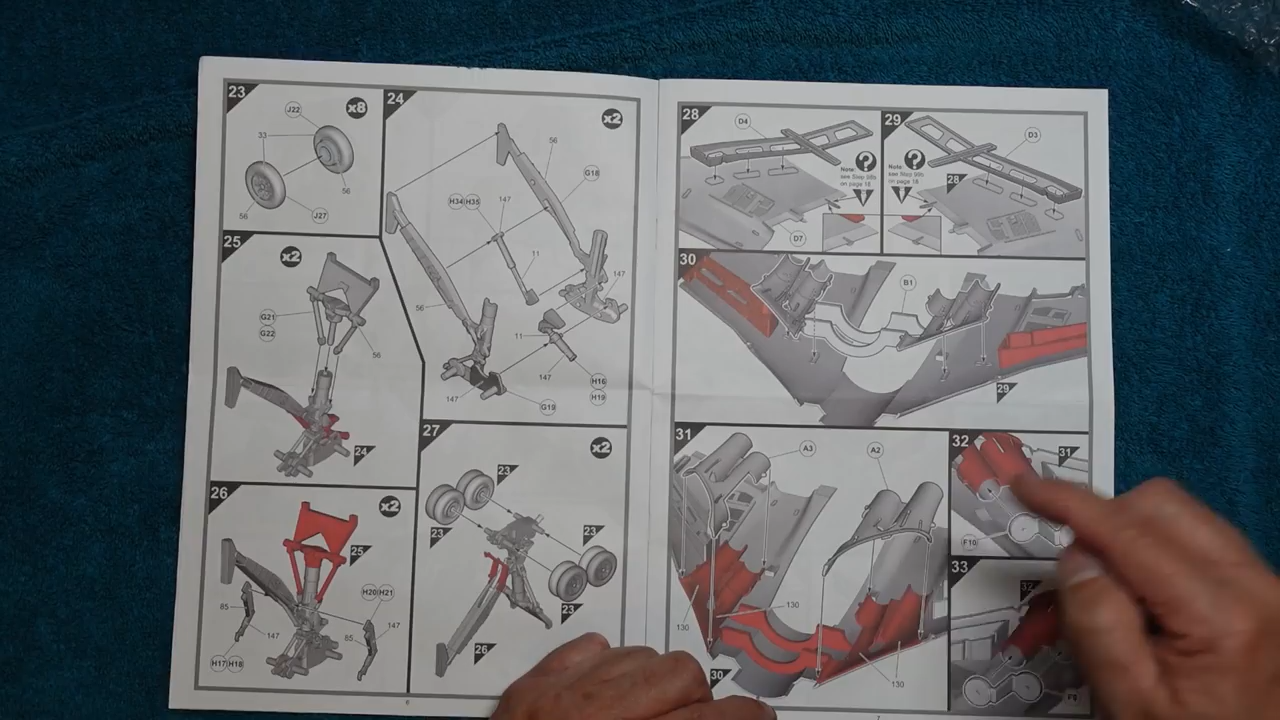 23
J22
x8
33
56
56
J27
24
x2
56
G18
H34 H35
147
11
147
56
11
147
H16
H19
147
G19
25
x2
G21
G22
56
24
26
x2
25
H20 H21
85
147
147
85
H17 H18
27
x2
23
23
23
23
26
6
28
D4
Note:
see Step 98b
on page 18
D7
29
D3
Note:
see Step 99b
on page 18
28
30
B1
29
31
A3
A2
130
130
130
30
32
31
F10
33
32